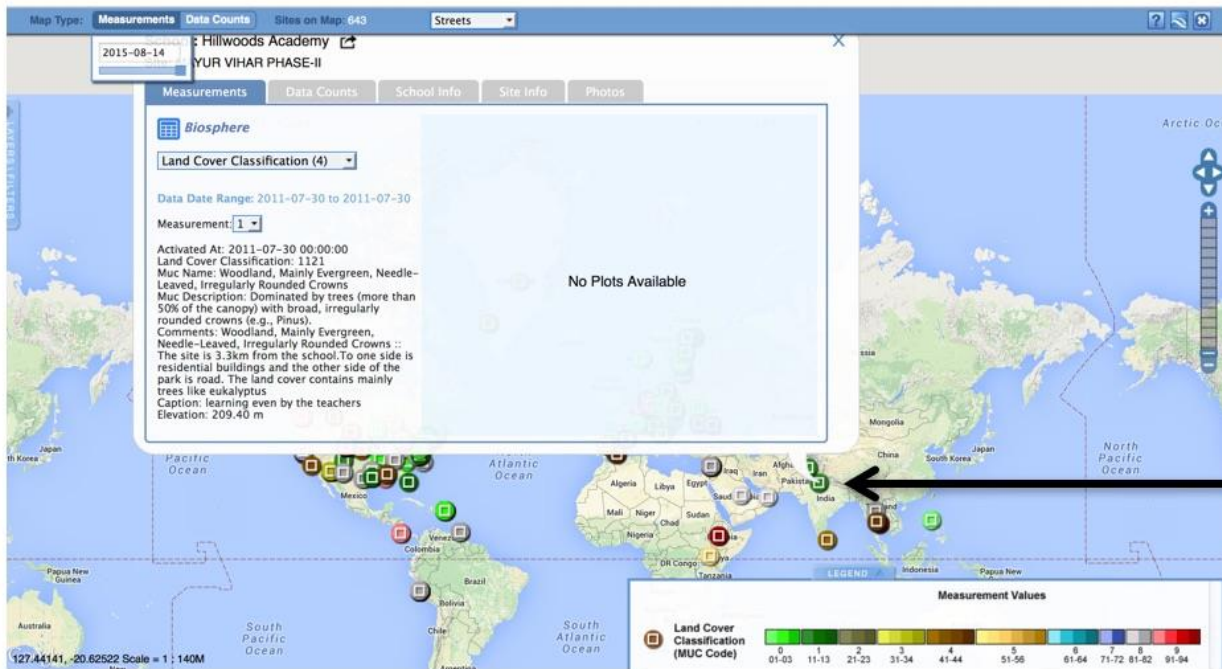 Map Type: Measurements Data Counts Sites on Map: 643 Streets
2015-08-14
: Hillwoods Academy X
YUR VIHAR PHASE-II
Measurements Data Counts School Info Site Info Photos
Biosphere
Land Cover Classification (4)
Data Date Range: 2011-07-30 to 2011-07-30
Measurement: 1
Activated At: 2011-07-30 00:00:00
Land Cover Classification: 1121
Muc Name: Woodland, Mainly Evergreen, Needle-
Leaved, Irregularly Rounded Crowns
Muc Description: Dominated by trees (more than
50% of the canopy) with broad, irregularly
rounded crowns (e.g., Pinus).
Comments: Woodland, Mainly Evergreen,
Needle-Leaved, Irregularly Rounded Crowns ::
The site is 3.3km from the school.To one side is
residential buildings and the other side of the
park is road. The land cover contains mainly
trees like eukalyptus
Caption: learning even by the teachers
Elevation: 209.40 m
No Plots Available
Arctic Oc
Mongolia
Japan
th Korea
Pacific
Ocean
Atlantic
Ocean
China
South Korea
Japan
North
Pacific
Ocean
Algeria
Libya
Egypt
Iraq
Iran
Afgh
Pakista
India
Mexico
Mali
Niger
Chad
Sudan
Saud
Nigeria
Venez
Colombia
DR Congo
Tanzania
Indonesia
Papua New
Papua New
Guinea
Brazil
Bolivia
Chile
Australia
South
Pacific
Ocean
South
Atlantic
Ocean
LEGEND
Measurement Values
Land Cover
Classification
(MUC Code)
0 1 2 3 4 5 6 7 8 9
01-03 11-13 21-23 31-34 41-44 51-56 61-64 71-72 81-82 91-94
127.44141, -20.62522 Scale = 1 : 140M